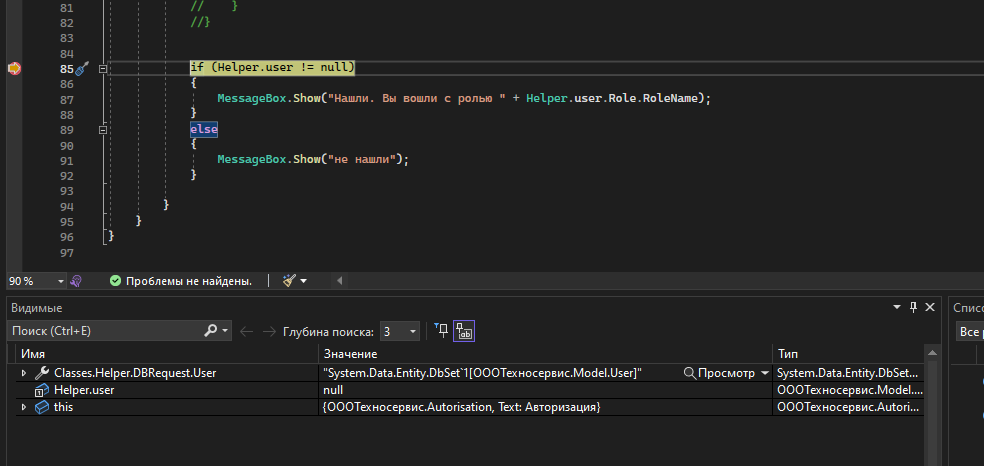 81 // }
82 //}
83
84
85 if (Helper.user != null)
86 {
87 MessageBox.Show("Нашли. Вы вошли с ролью " + Helper.user.Role.RoleName);
88 }
89 else
90 {
91 MessageBox.Show("не нашли");
92 }
93
94 }
95 }
96 }
97
90 % Проблемы не найдены.
Видимые Списо
Поиск (Ctrl+E) Глубина поиска: 3 Все р
Имя Значение Тип
Classes.Helper.DBRequest.User "System.Data.Entity.DbSet`1[ОООТехносервис.Model.User]" Просмотр System.Data.Entity.DbSet...
Helper.user null ОООТехносервис.Model....
this {ОООТехносервис.Autorisation, Text: Авторизация} ОООТехносервис.Autori...